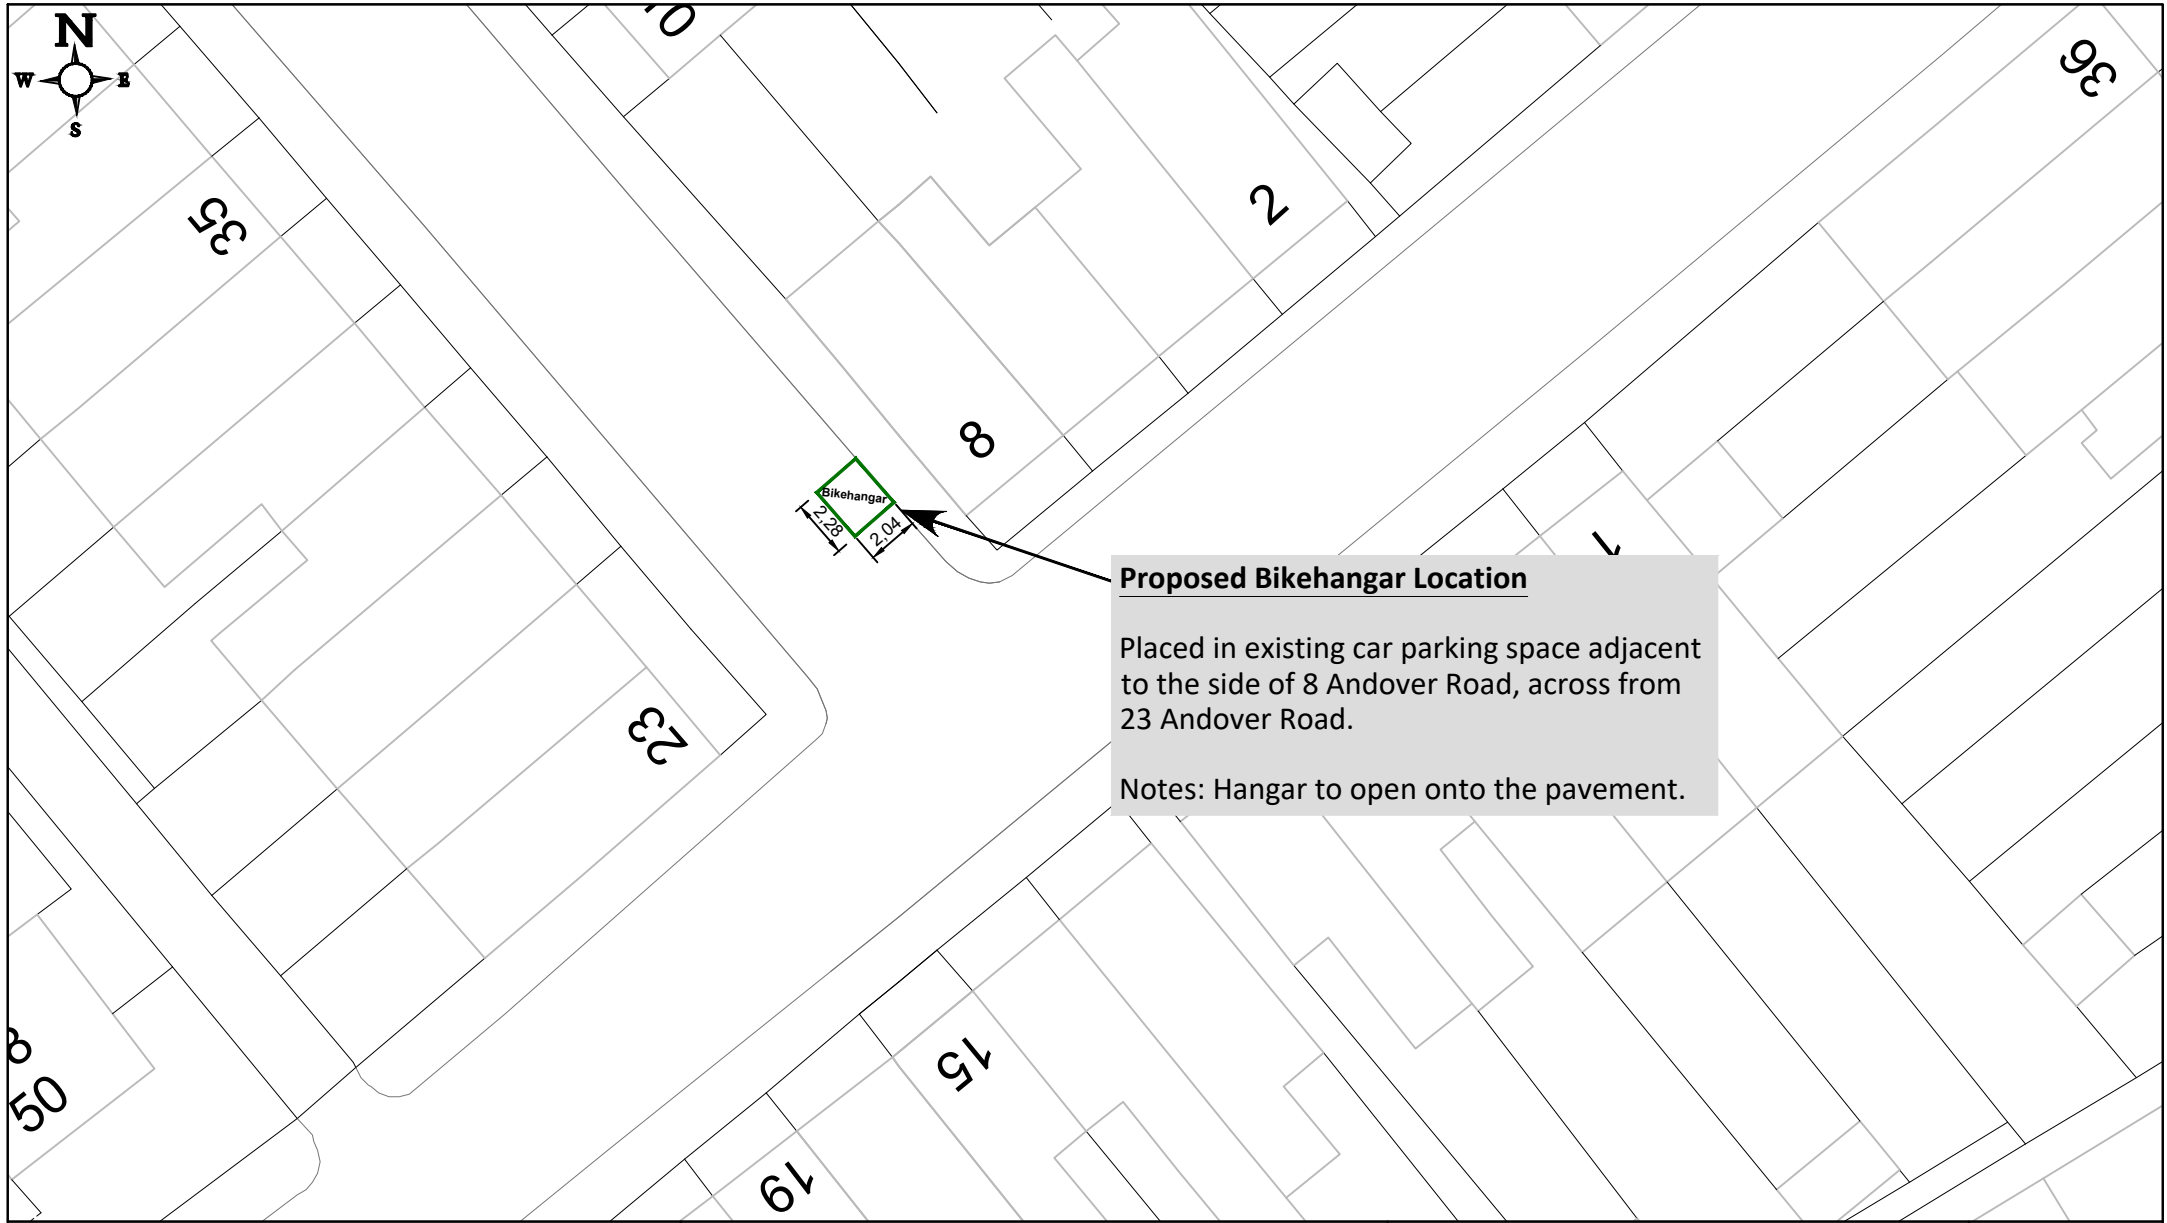 N
W
E
S
36
35
2
8
Bikehangar
2,28
2,04
1
Proposed Bikehangar Location
Placed in existing car parking space adjacent
to the side of 8 Andover Road, across from
23 Andover Road.
Notes: Hangar to open onto the pavement.
23
15
8
50
19